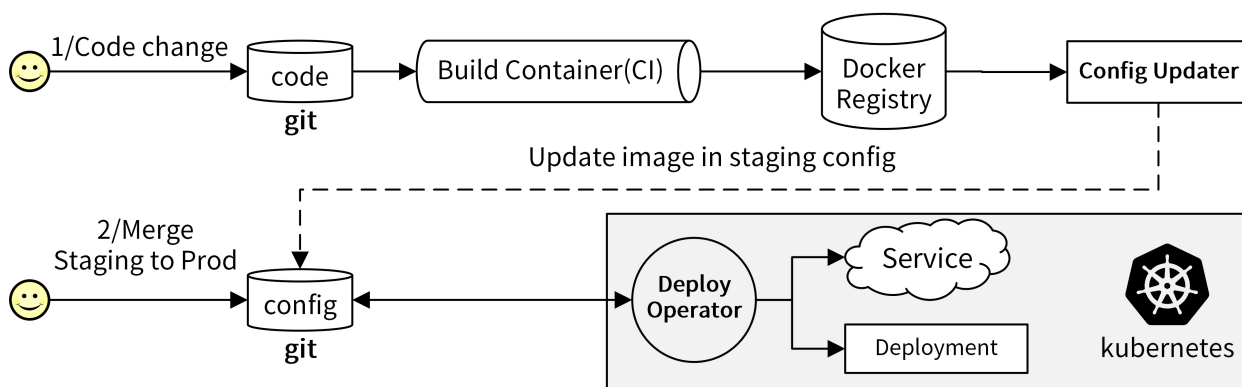 1/Code change
code
git
Build Container(CI)
Docker
Registry
Config Updater
Update image in staging config
2/Merge
Staging to Prod
config
git
Deploy
Operator
Service
Deployment
kubernetes